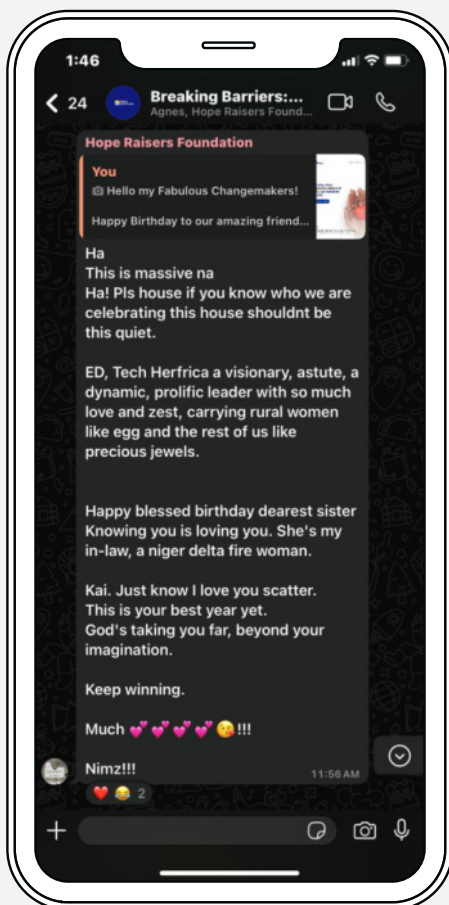 1:46
24
Breaking Barriers:...
Agnes, Hope Raisers Found...
Hope Raisers Foundation
You
Hello my Fabulous Changemakers!
Happy Birthday to our amazing friend...
Ha
This is massive na
Ha! Pls house if you know who we are
celebrating this house shouldnt be
this quiet.
ED, Tech Herfrica a visionary, astute, a
dynamic, prolific leader with so much
love and zest, carrying rural women
like egg and the rest of us like
precious jewels.
Happy blessed birthday dearest sister
Knowing you is loving you. She's my
in-law, a niger delta fire woman.
Kai. Just know I love you scatter.
This is your best year yet.
God's taking you far, beyond your
imagination.
Keep winning.
Much 💕💕💕💕😘!!!
Nimz!!!
11:56 AM
❤️😂 2